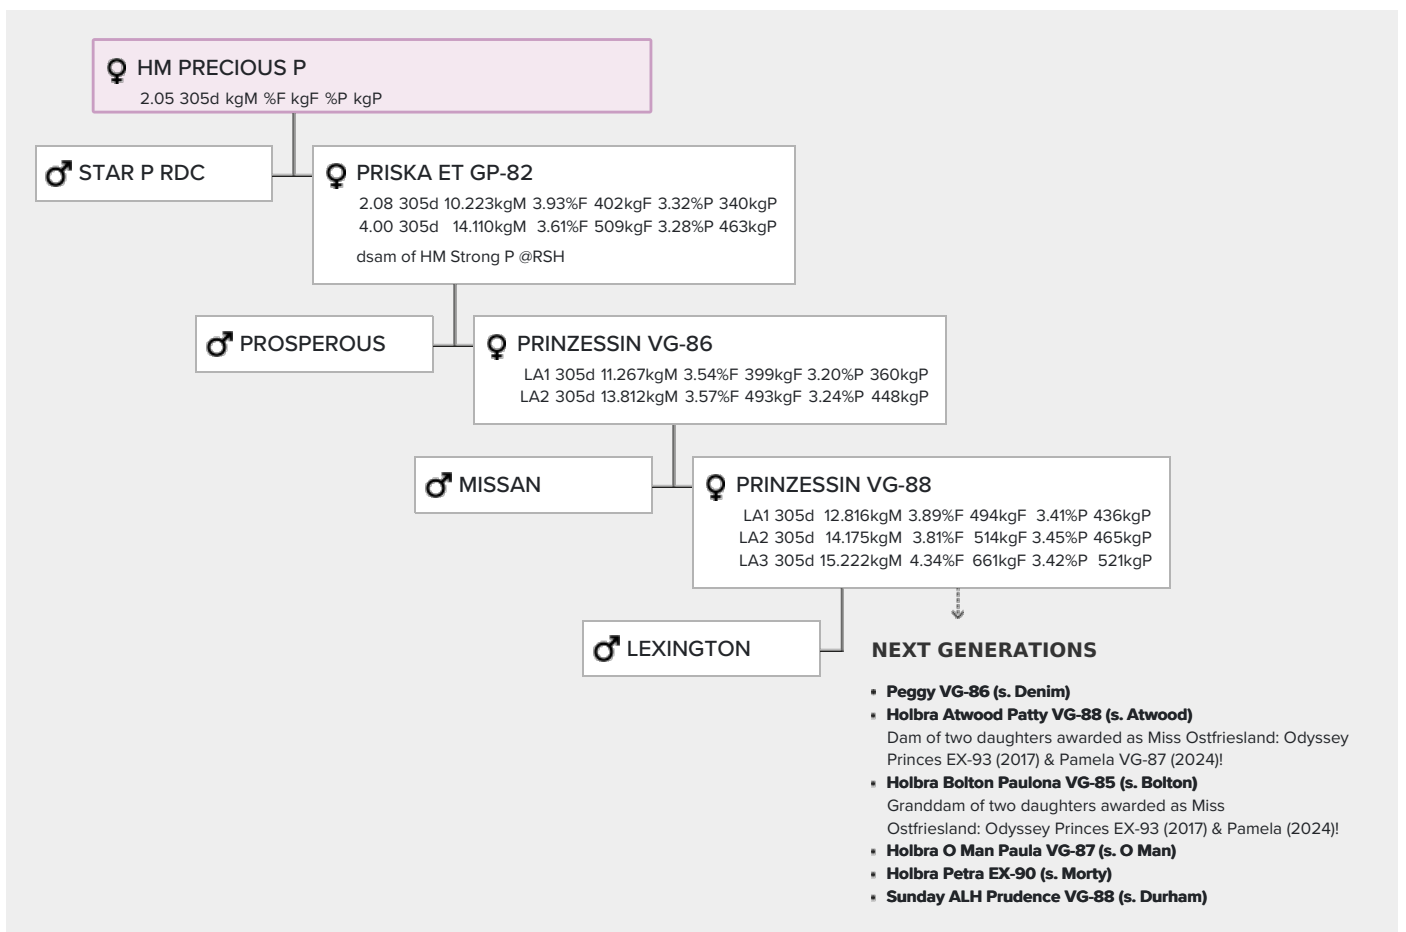 HM PRECIOUS P
2.05 305d kgM %F kgF %P kgP
STAR P RDC
PRISKA ET GP-82
2.08 305d 10.223kgM 3.93%F 402kgF 3.32%P 340kgP
4.00 305d 14.110kgM 3.61%F 509kgF 3.28%P 463kgP
dsam of HM Strong P @RSH
PROSPEROUS
PRINZESSIN VG-86
LA1 305d 11.267kgM 3.54%F 399kgF 3.20%P 360kgP
LA2 305d 13.812kgM 3.57%F 493kgF 3.24%P 448kgP
MISSAN
PRINZESSIN VG-88
LA1 305d 12.816kgM 3.89%F 494kgF 3.41%P 436kgP
LA2 305d 14.175kgM 3.81%F 514kgF 3.45%P 465kgP
LA3 305d 15.222kgM 4.34%F 661kgF 3.42%P 521kgP
LEXINGTON
NEXT GENERATIONS
Peggy VG-86 (s. Denim)
Holbra Atwood Patty VG-88 (s. Atwood)
Dam of two daughters awarded as Miss Ostfriesland: Odyssey
Princes EX-93 (2017) & Pamela VG-87 (2024)!
Holbra Bolton Paulona VG-85 (s. Bolton)
Granddam of two daughters awarded as Miss
Ostfriesland: Odyssey Princes EX-93 (2017) & Pamela (2024)!
Holbra O Man Paula VG-87 (s. O Man)
Holbra Petra EX-90 (s. Morty)
Sunday ALH Prudence VG-88 (s. Durham)